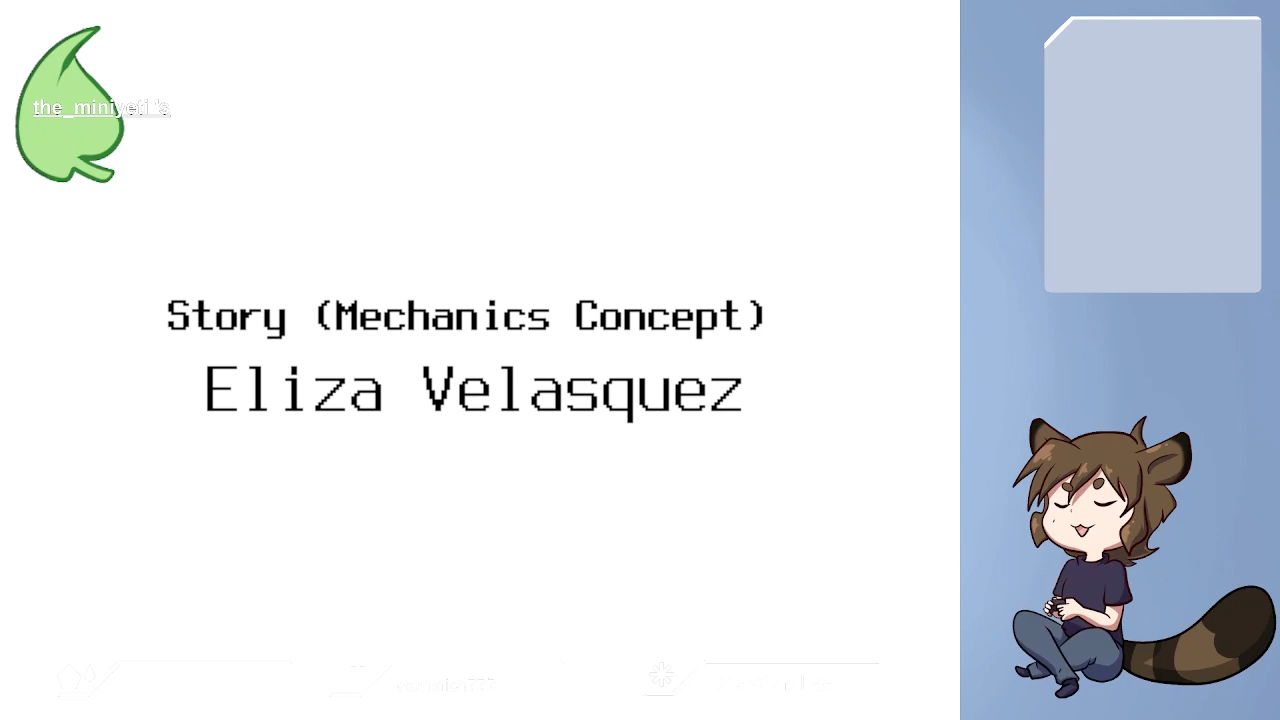 the_miniyeti 's
Story (Mechanics Concept)
Eliza Velasquez